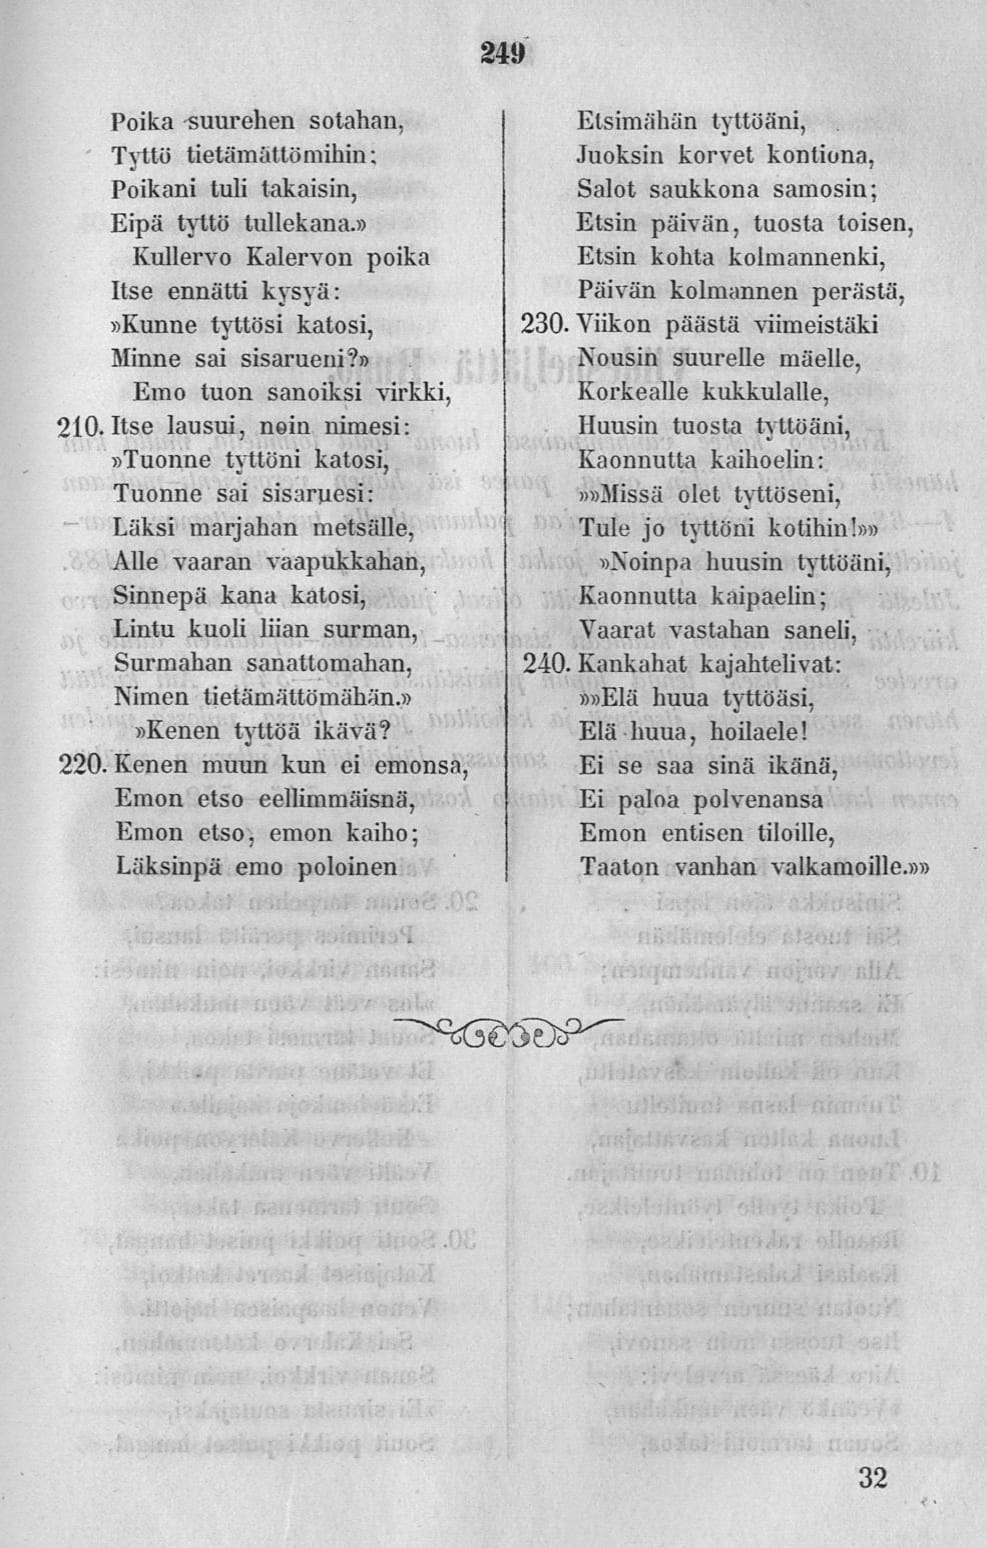 249
Poika suurehen sotahan,
Tyttö tietämättömihin;
Poikani tuli takaisin,
Eipä tyttö tullekana.»
Kullervo Kalervon poika
Itse ennätti kysyä:
»Kunne tyttösi katosi,
Minne sai sisarueni?»
Emo tuon sanoiksi virkki,
210. Itse lausui, noin nimesi:
»Tuonne tyttöni katosi,
Tuonne sai sisaruesi:
Läksi marjahan metsälle,
Alle vaaran vaapukkahan,
Sinnepä kana katosi,
Lintu kuoli liian surman,
Surmahan sanattomahan,
Nimen tietämättömähän.»
»Kenen tyttöä ikävä?
220. Kenen muun kun ei emonsa,
Emon etso eellimmäisnä,
Emon etso, emon kaiho;
Läksinpä emo poloinen
Etsimähän tyttöäni,
Juoksin korvet kontiona,
Salot saukkona samosin;
Etsin päivän, tuosta toisen,
Etsin kohta kolmannenki,
Päivän kolmannen perästä,
230. Viikon päästä viimeistäki
Nousin suurelle mäelle,
Korkealle kukkulalle,
Huusin tuosta tyttöäni,
Kaonnutta kaihoelin:
»»Missä olet tyttöseni,
Tule jo tyttöni kotihin!»»
»Noinpa huusin tyttöäni,
Kaonnutta kaipaelin;
Vaarat vastahan saneli,
240. Kankahat kajahtelivat:
»»Elä huua tyttöäsi,
Elä huua, hoilaele!
Ei se saa sinä ikänä,
Ei paloa polvenansa
Emon entisen tiloille,
Taaton vanhan valkamoille.»»
32